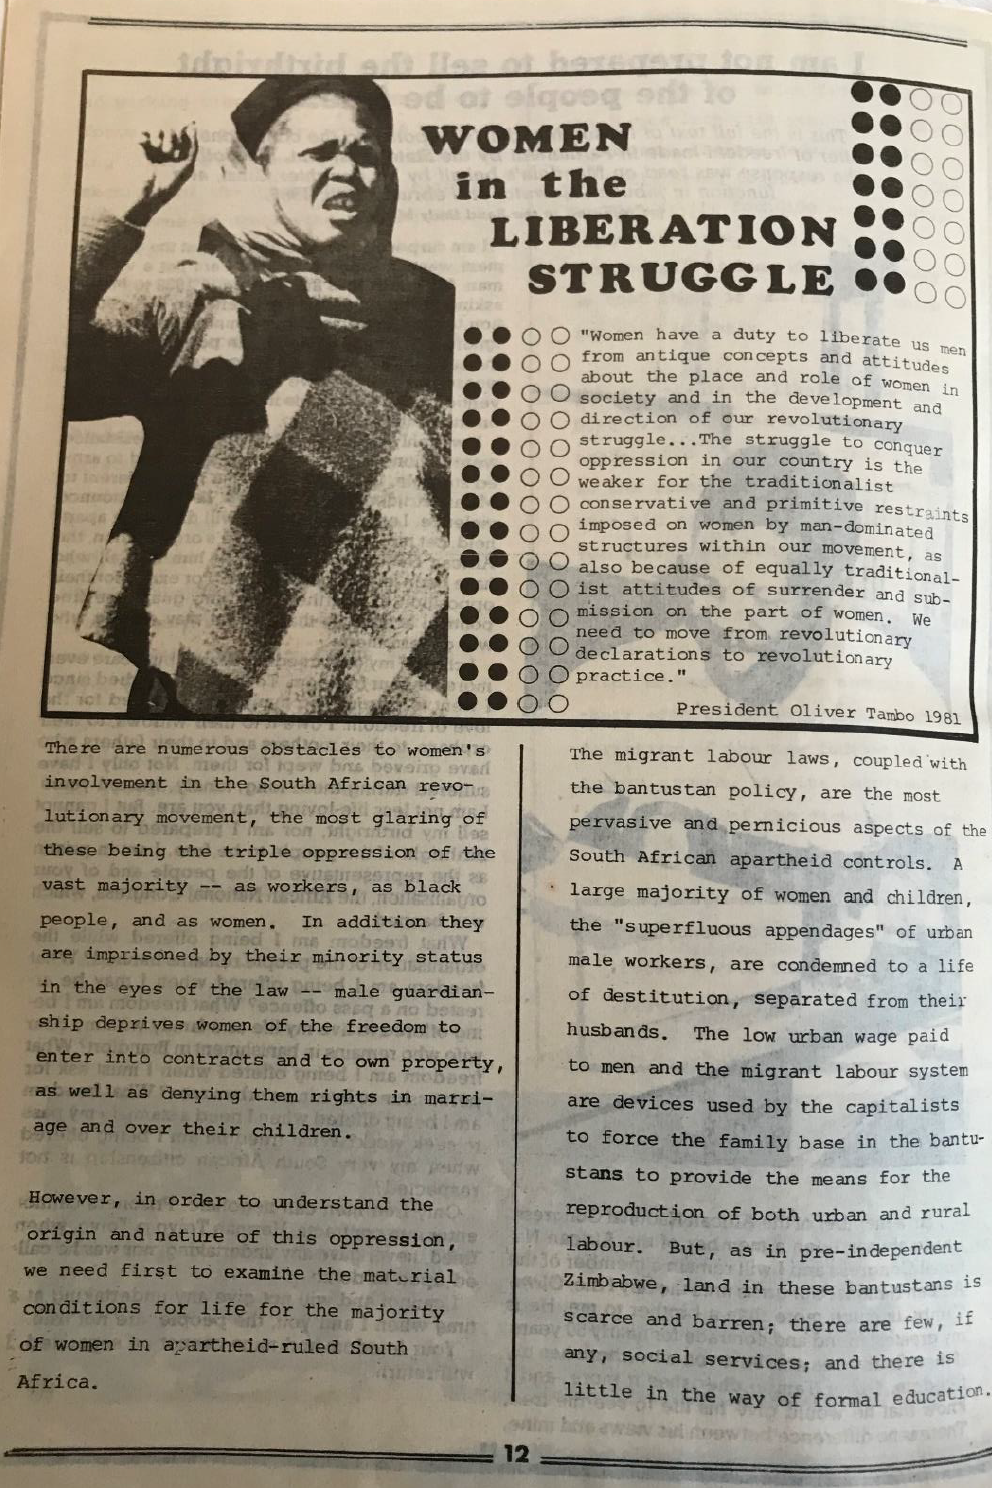 WOMEN
in the
LIBERATION
STRUGGLE
"Women have a duty to liberate us men
from antique concepts and attitudes
about the place and role of women in
society and in the development and
direction of our revolutionary
struggle...The struggle to conquer
oppression in our country is the
weaker for the traditionalist
conservative and primitive restraints
imposed on women by man-dominated
structures within our movement, as
also because of equally traditional-
ist attitudes of surrender and sub-
mission on the part of women. We
need to move from revolutionary
declarations to revolutionary
practice."
President Oliver Tambo 1981
There are numerous obstacles to women's
involvement in the South African revo-
lutionary movement, the most glaring of
these being the triple oppression of the
vast majority -- as workers, as black
people, and as women. In addition they
are imprisoned by their minority status
in the eyes of the law -- male guardian-
ship deprives women of the freedom to
enter into contracts and to own property,
as well as denying them rights in marri-
age and over their children.
However, in order to understand the
origin and nature of this oppression,
we need first to examine the material
conditions for life for the majority
of women in apartheid-ruled South
Africa.
The migrant labour laws, coupled with
the bantustan policy, are the most
pervasive and pernicious aspects of the
South African apartheid controls. A
large majority of women and children,
the "superfluous appendages" of urban
male workers, are condemned to a life
of destitution, separated from their
husbands. The low urban wage paid
to men and the migrant labour system
are devices used by the capitalists
to force the family base in the bantu-
stans to provide the means for the
reproduction of both urban and rural
labour. But, as in pre-independent
Zimbabwe, land in these bantustans is
scarce and barren; there are few, if
any, social services; and there is
little in the way of formal education.
12